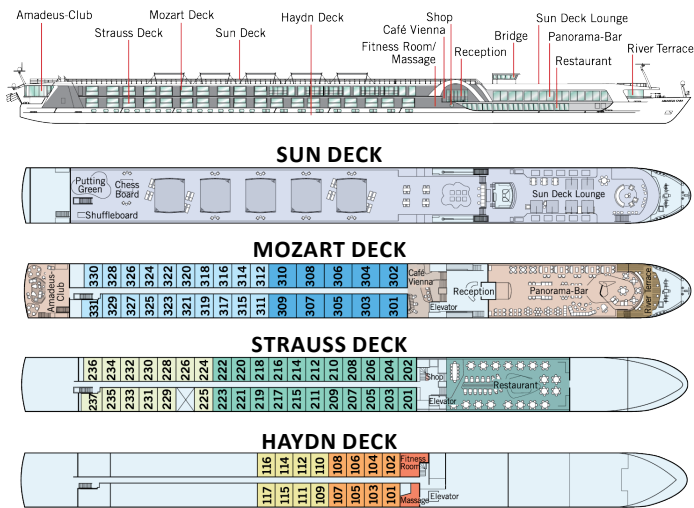 Amadeus-Club
Strauss Deck
Mozart Deck
Sun Deck
Haydn Deck
Shop
Café Vienna
Fitness Room/
Massage
Reception
Bridge
Sun Deck Lounge
Panorama-Bar
Restaurant
River Terrace
SUN DECK
Putting
Green
Chess
Board
Shuffleboard
Sun Deck Lounge
MOZART DECK
Amadeus-
Club
330 328 326 324 322 320 318 316 314 312 310 308 306 304 302
331 329 327 325 323 321 319 317 315 311 309 307 305 303 301
Café
Vienna
Elevator
Reception
Panorama-Bar
River Terrace
STRAUSS DECK
236 234 232 230 228 226 224 222 220 218 216 214 212 210 208 206 204 202
237 235 233 231 229 225 223 221 219 217 215 211 209 207 205 203 201
Shop
Elevator
Restaurant
HAYDN DECK
116 114 112 110 108 106 104 102
117 115 111 109 107 105 103 101
Fitness
Room
Massage
Elevator